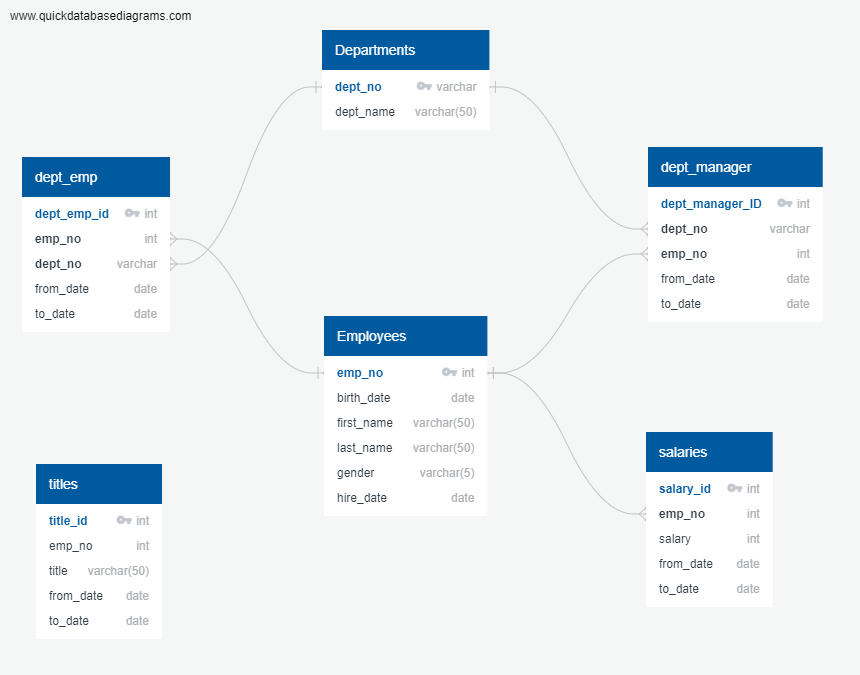 www.quickdatabasediagrams.com
Departments
dept_no varchar
dept_name varchar(50)
dept_emp
dept_emp_id int
emp_no int
dept_no varchar
from_date date
to_date date
dept_manager
dept_manager_ID int
dept_no varchar
emp_no int
from_date date
to_date date
Employees
emp_no int
birth_date date
first_name varchar(50)
last_name varchar(50)
gender varchar(5)
hire_date date
titles
title_id int
emp_no int
title varchar(50)
from_date date
to_date date
salaries
salary_id int
emp_no int
salary int
from_date date
to_date date